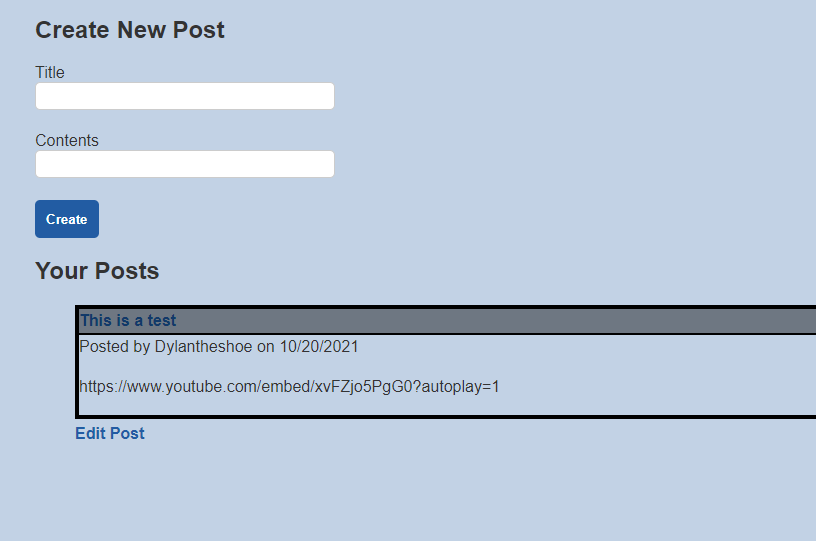 Create New Post
Title
Contents
Create
Your Posts
This is a test
Posted by Dylantheshoe on 10/20/2021
https://www.youtube.com/embed/xvFZjo5PgG0?autoplay=1
Edit Post